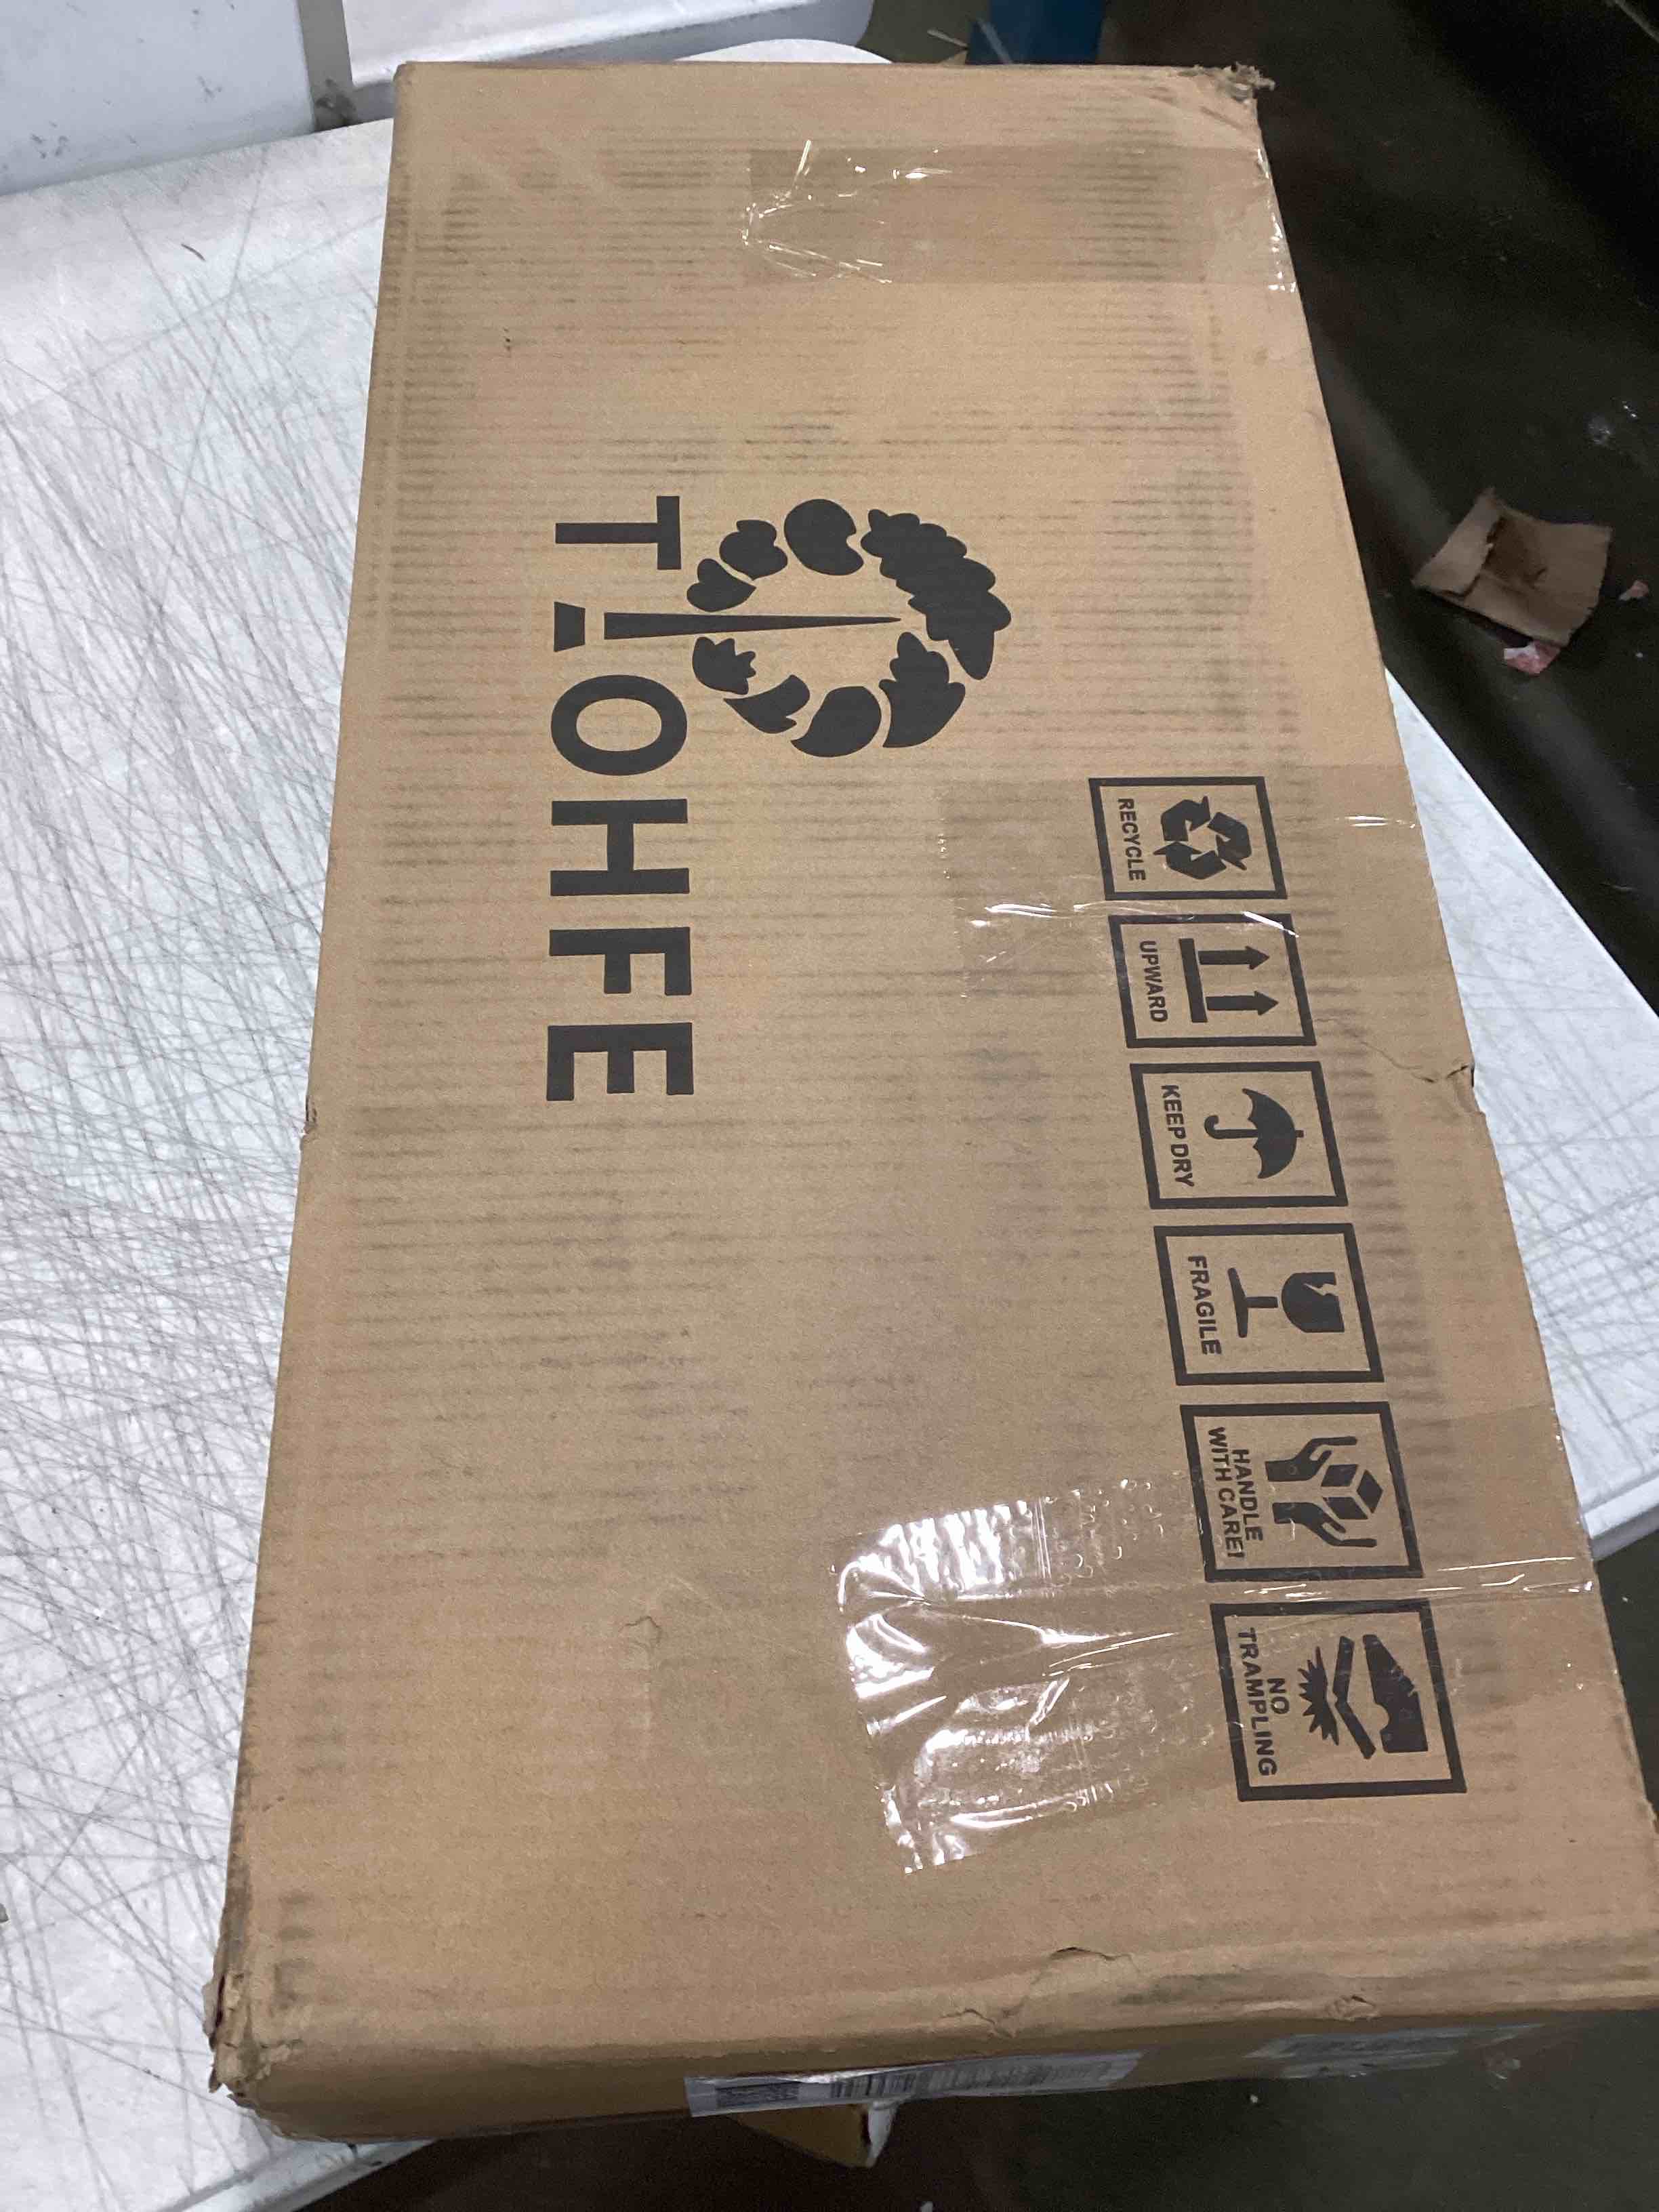 TIOHFE
RECYCLE
UPWARD
KEEP DRY
FRAGILE
HANDLE
WITH CARE!
NO
TRAMPLING